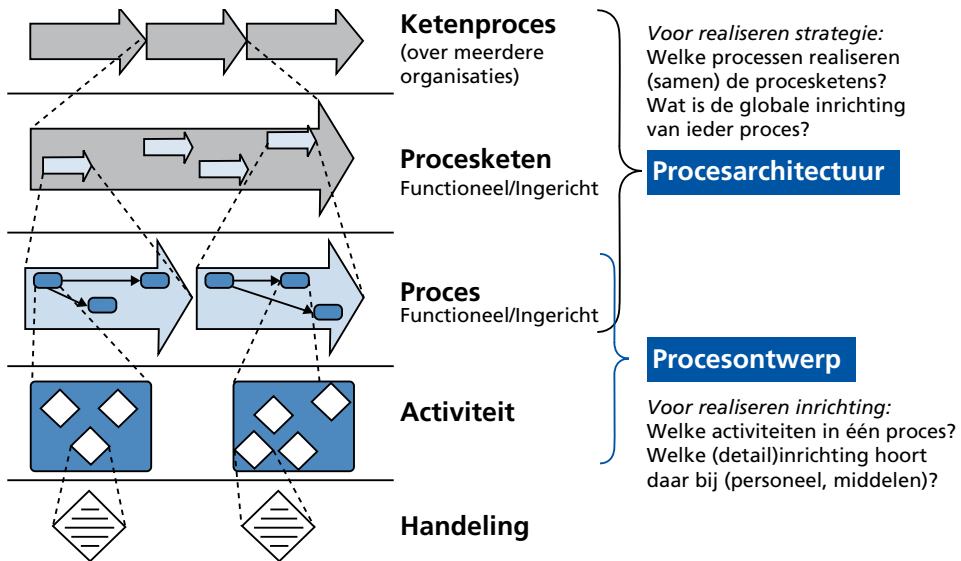 Ketenproces
(over meerdere
organisaties)
Voor realiseren strategie:
Welke processen realiseren
(samen) de procesketens?
Wat is de globale inrichting
van ieder proces?
Procesketen
Functioneel/Ingericht
Procesarchitectuur
Proces
Functioneel/Ingericht
Procesontwerp
Activiteit
Voor realiseren inrichting:
Welke activiteiten in één proces?
Welke (detail)inrichting hoort
daar bij (personeel, middelen)?
Handeling